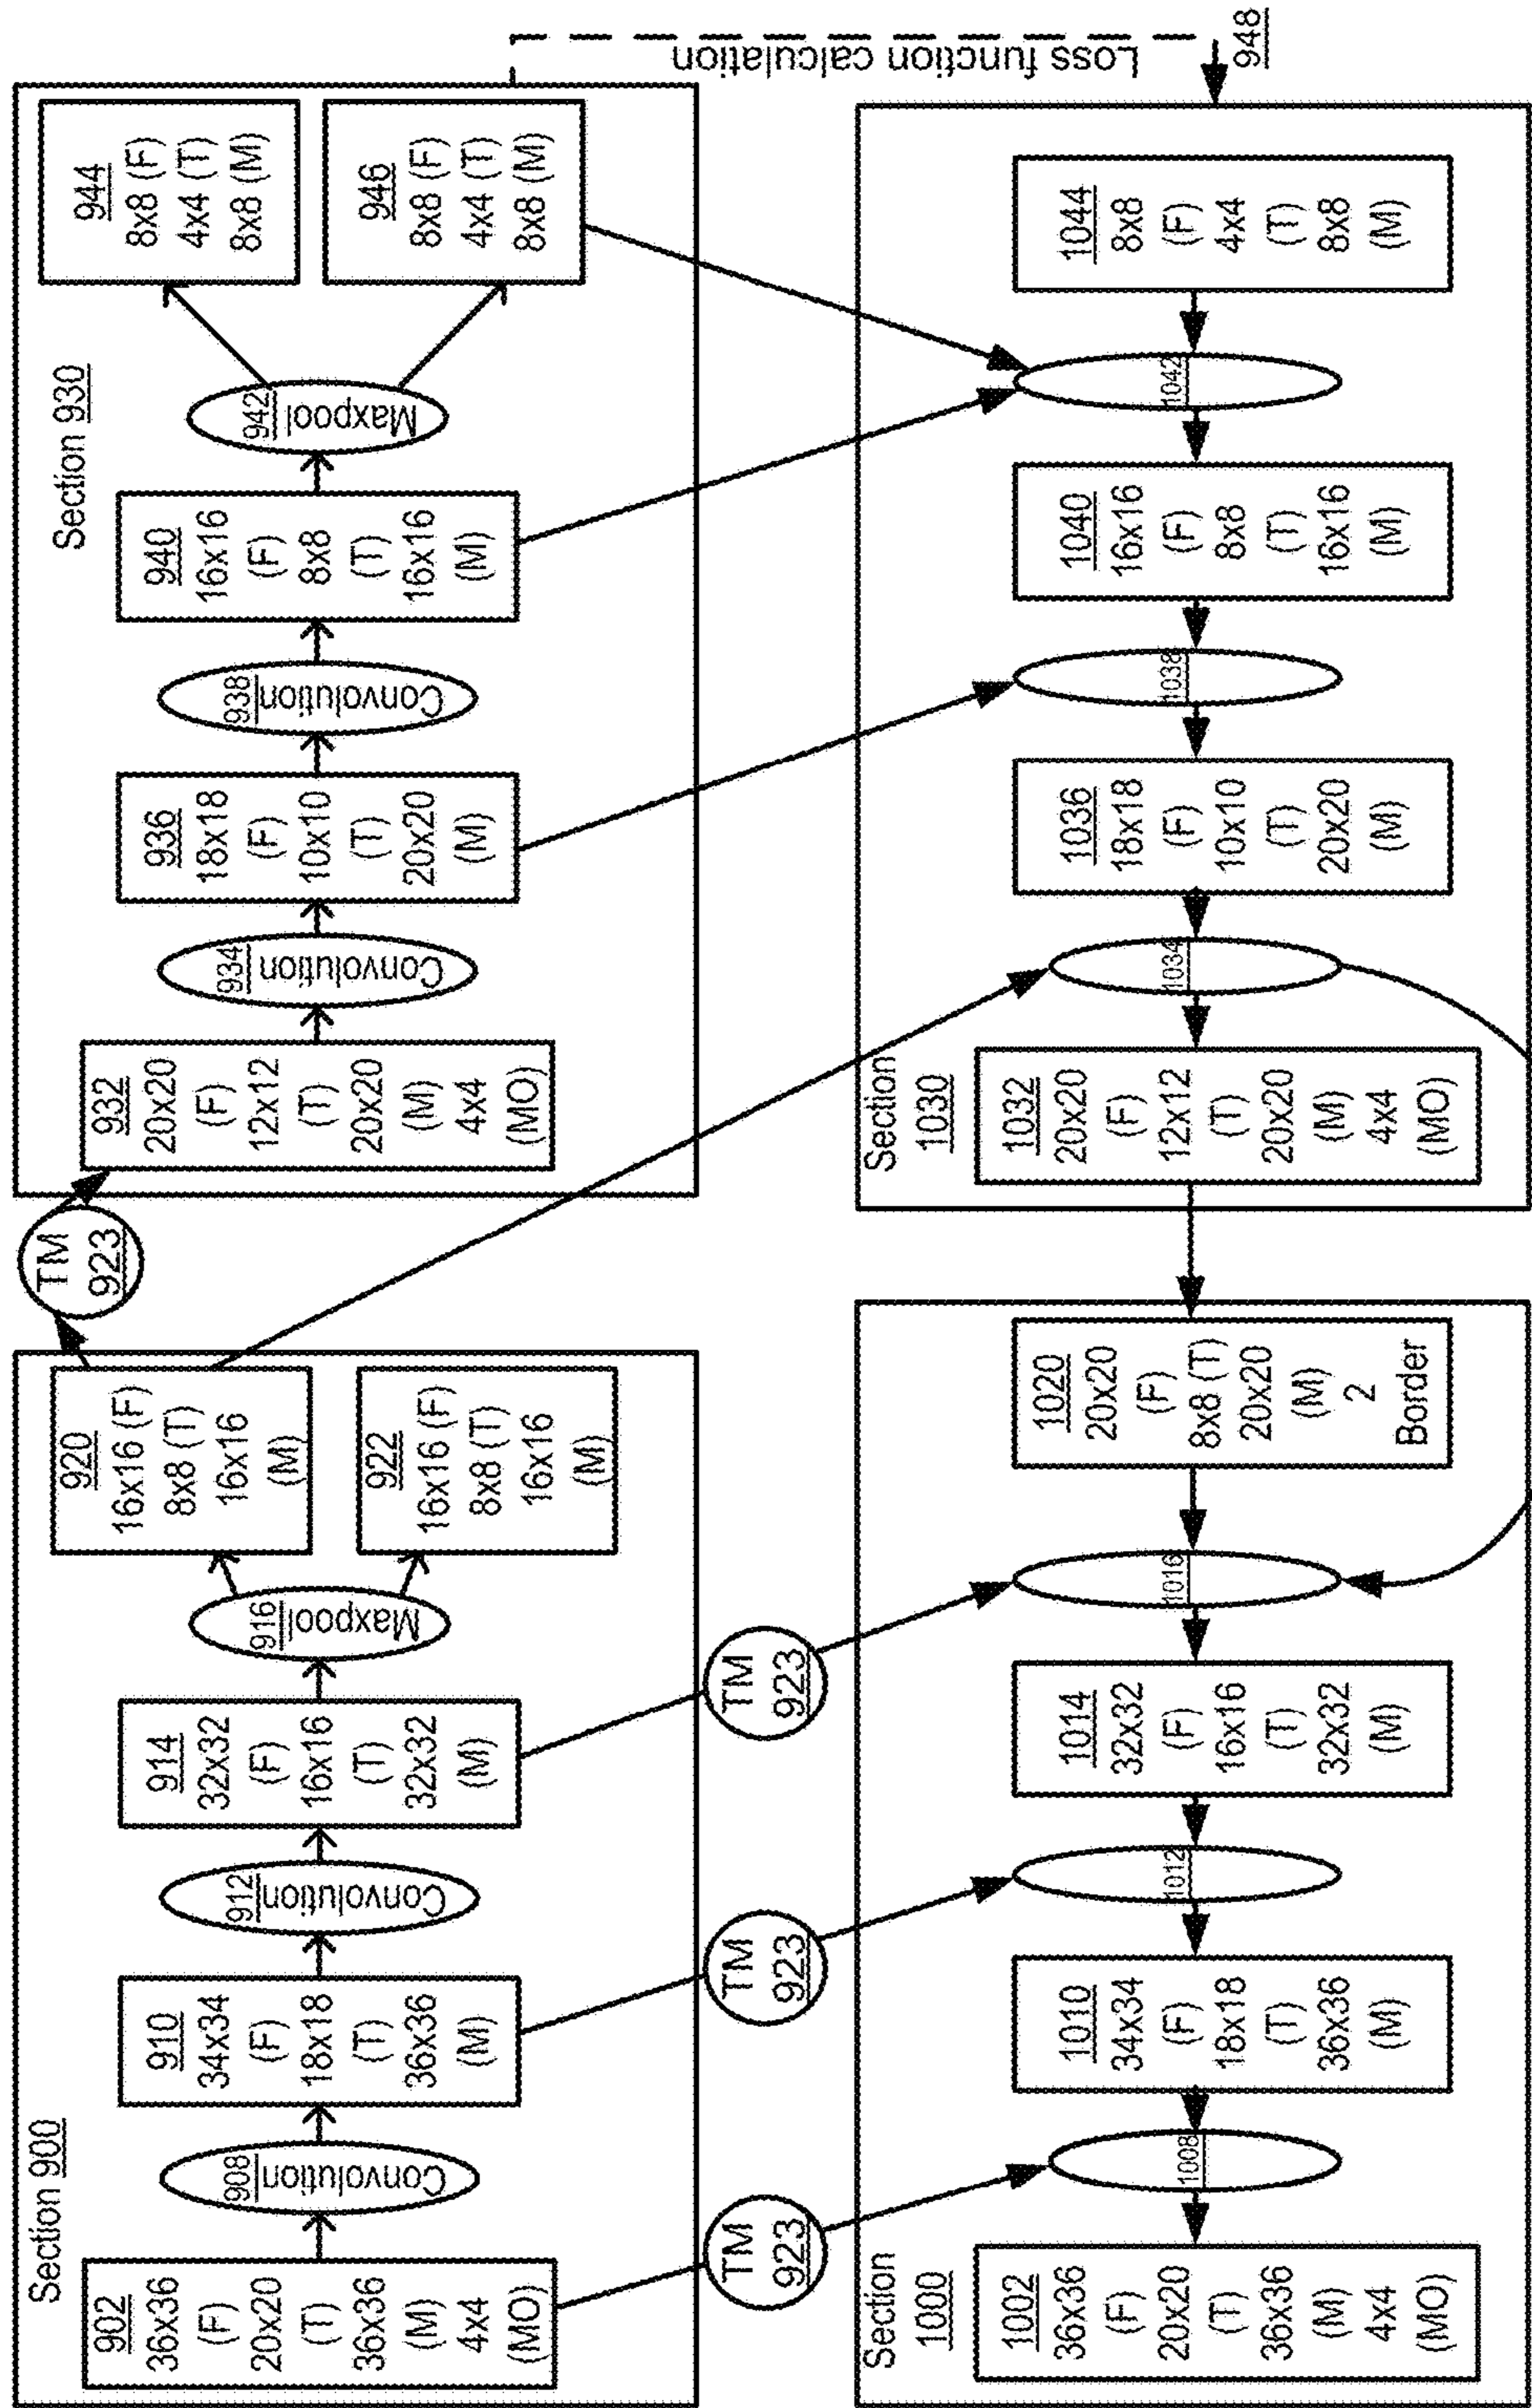 Section 900
902
36x36
(F)
20x20
(T)
36x36
(M)
4x4
(MO)
908
Convolution
910
34x34
(F)
18x18
(T)
36x36
(M)
912
Convolution
914
32x32
(F)
16x16
(T)
32x32
(M)
916
Maxpool
920
16x16 (F)
8x8 (T)
16x16
(M)
922
16x16 (F)
8x8 (T)
16x16
(M)
TM
923
Section 930
932
20x20
(F)
12x12
(T)
20x20
(M)
4x4
(MO)
934
Convolution
936
18x18
(F)
10x10
(T)
20x20
(M)
938
Convolution
940
16x16
(F)
8x8
(T)
16x16
(M)
942
Maxpool
944
8x8 (F)
4x4 (T)
8x8 (M)
946
8x8 (F)
4x4 (T)
8x8 (M)
Loss function calculation
948
TM
923
TM
923
TM
923
Section
1000
1002
36x36
(F)
20x20
(T)
36x36
(M)
4x4
(MO)
1008
1010
34x34
(F)
18x18
(T)
36x36
(M)
1012
1014
32x32
(F)
16x16
(T)
32x32
(M)
1016
1020
20x20
(F)
8x8 (T)
20x20
(M)
2
Border
Section
1030
1032
20x20
(F)
12x12
(T)
20x20
(M)
4x4
(MO)
1034
1036
18x18
(F)
10x10
(T)
20x20
(M)
1038
1040
16x16
(F)
8x8
(T)
16x16
(M)
1042
1044
8x8
(F)
4x4
(T)
8x8
(M)